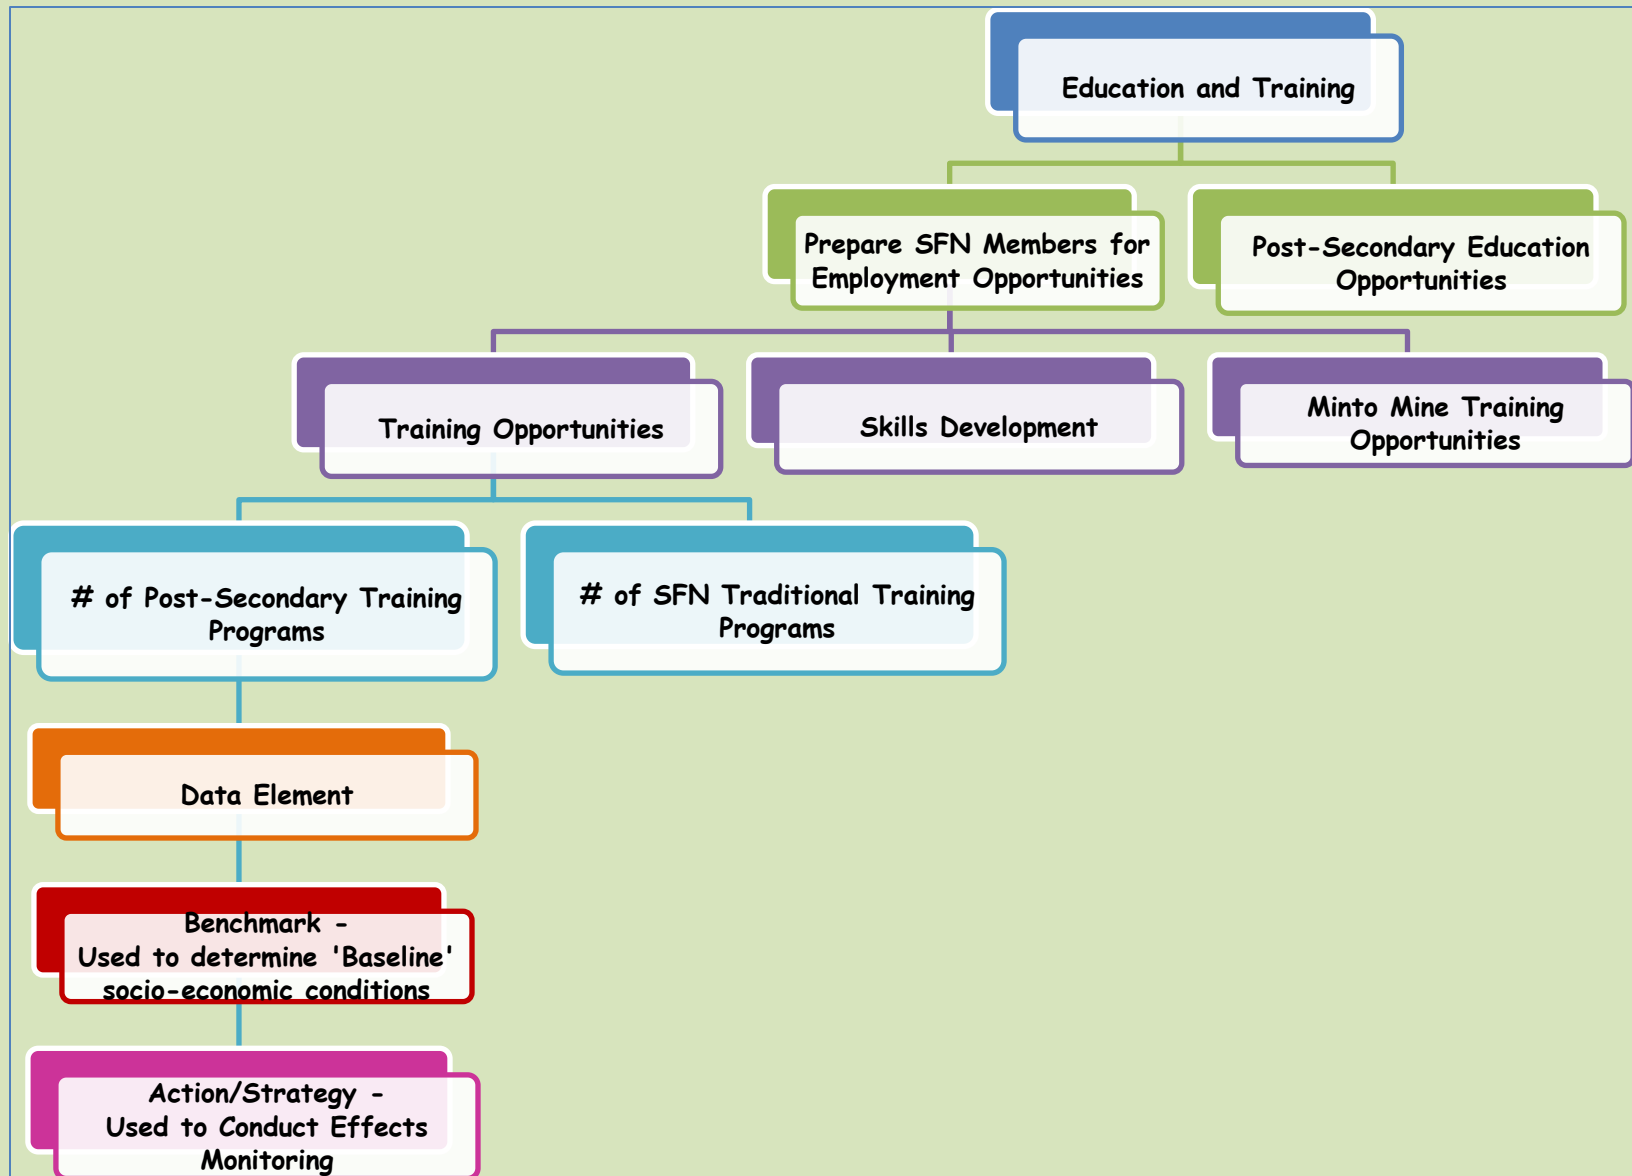 Education and Training
Prepare SFN Members for
Employment Opportunities
Post-Secondary Education
Opportunities
Training Opportunities
Skills Development
Minto Mine Training
Opportunities
# of Post-Secondary Training
Programs
# of SFN Traditional Training
Programs
Data Element
Benchmark -
Used to determine 'Baseline'
socio-economic conditions
Action/Strategy -
Used to Conduct Effects
Monitoring